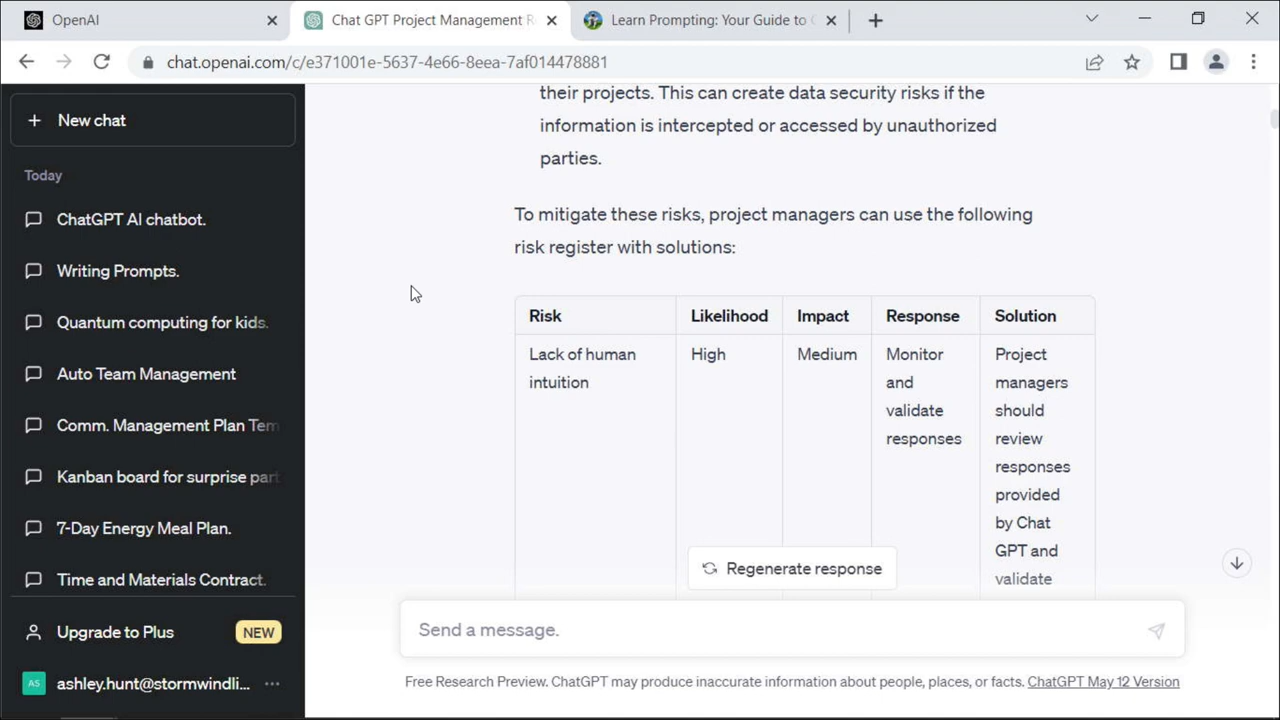 OpenAI
Chat GPT Project Management R
Learn Prompting: Your Guide to
chat.openai.com/c/e371001e-5637-4e66-8eea-7af014478881
New chat
Today
ChatGPT AI chatbot.
Writing Prompts.
Quantum computing for kids.
Auto Team Management
Comm. Management Plan Tem
Kanban board for surprise par
7-Day Energy Meal Plan.
Time and Materials Contract.
Upgrade to Plus
NEW
AS
ashley.hunt@stormwindli...
their projects. This can create data security risks if the
information is intercepted or accessed by unauthorized
parties.
To mitigate these risks, project managers can use the following
risk register with solutions:
Risk Likelihood Impact Response Solution
Lack of human High Medium Monitor Project
intuition and managers
validate should
responses review
responses
provided
by Chat
GPT and
validate
Regenerate response
Send a message.
Free Research Preview. ChatGPT may produce inaccurate information about people, places, or facts. ChatGPT May 12 Version